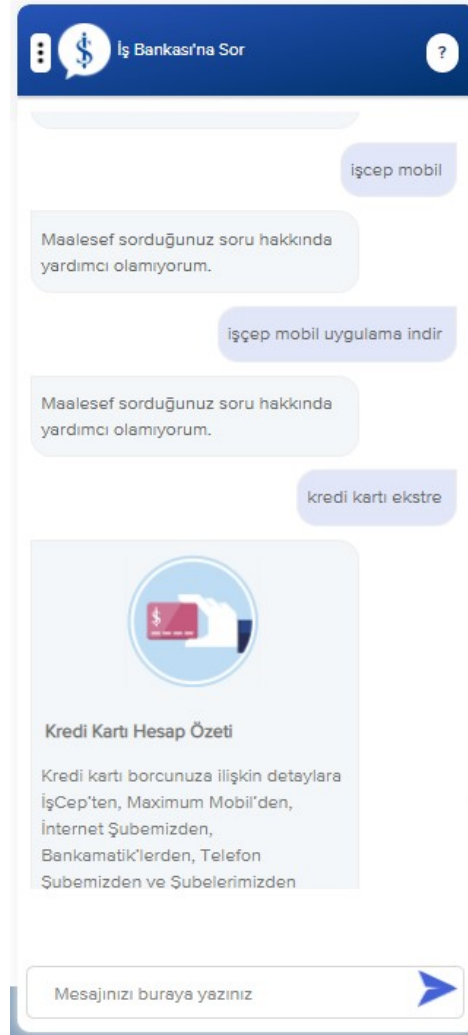 İş Bankası'na Sor
?
işcep mobil
Maalesef sorduğunuz soru hakkında
yardımcı olamıyorum.
işçep mobil uygulama indir
Maalesef sorduğunuz soru hakkında
yardımcı olamıyorum.
kredi kartı ekstre
Kredi Kartı Hesap Özeti
Kredi kartı borcunuza ilişkin detaylara
İşCep'ten, Maximum Mobil'den,
İnternet Şubemizden,
Bankamatik'lerden, Telefon
Şubemizden ve Şubelerimizden
Mesajınızı buraya yazınız